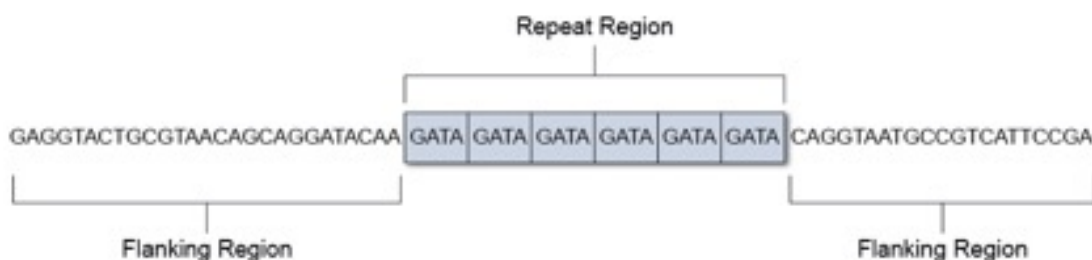 Repeat Region
GAGGTACTGCGTAACAGCAGGATACAA GATA GATA GATA GATA GATA GATA CAGGTAATGCCGTCATTCCGA
Flanking Region Flanking Region